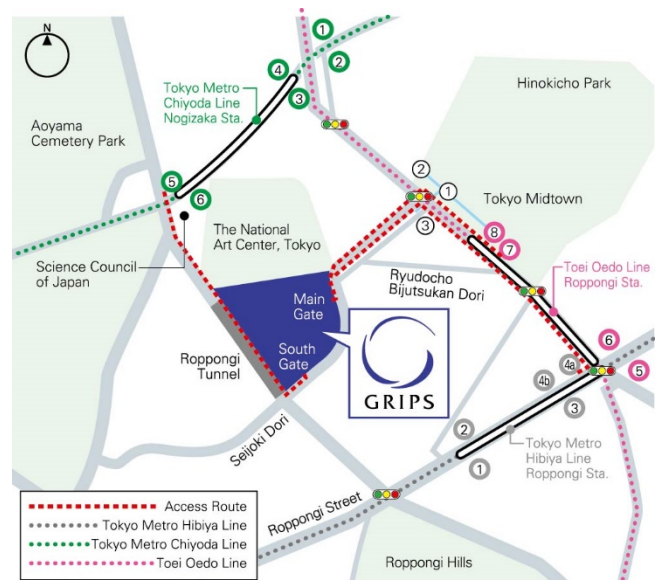 N
①
②
④
③
Tokyo Metro
Chiyoda Line
Nogizaka Sta.
Hinokicho Park
Aoyama
Cemetery Park
②
①
③
⑤
⑥
Tokyo Midtown
⑧
⑦
The National
Art Center, Tokyo
Science Council
of Japan
Ryudocho
Bijutsukan Dori
Toei Oedo Line
Roppongi Sta.
Main
Gate
South
Gate
Roppongi
Tunnel
GRIPS
⑥
⑤
4a
4b
③
②
①
Seijoki Dori
Tokyo Metro
Hibiya Line
Roppongi Sta.
Roppongi Street
Roppongi Hills
Access Route
Tokyo Metro Hibiya Line
Tokyo Metro Chiyoda Line
Toei Oedo Line